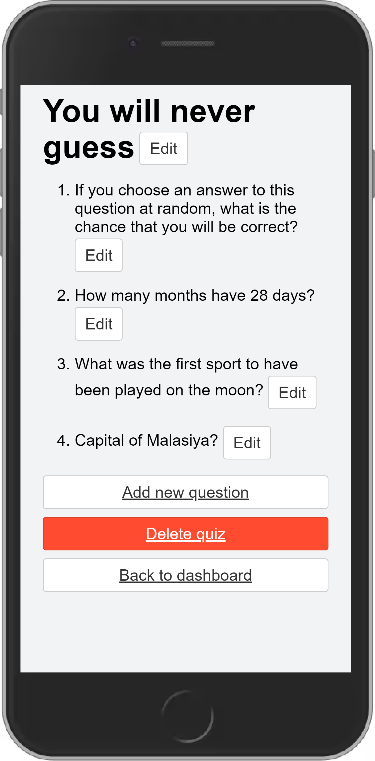 You will never
guess Edit
1. If you choose an answer to this
question at random, what is the
chance that you will be correct?
Edit
2. How many months have 28 days?
Edit
3. What was the first sport to have
been played on the moon? Edit
4. Capital of Malasiya? Edit
Add new question
Delete quiz
Back to dashboard